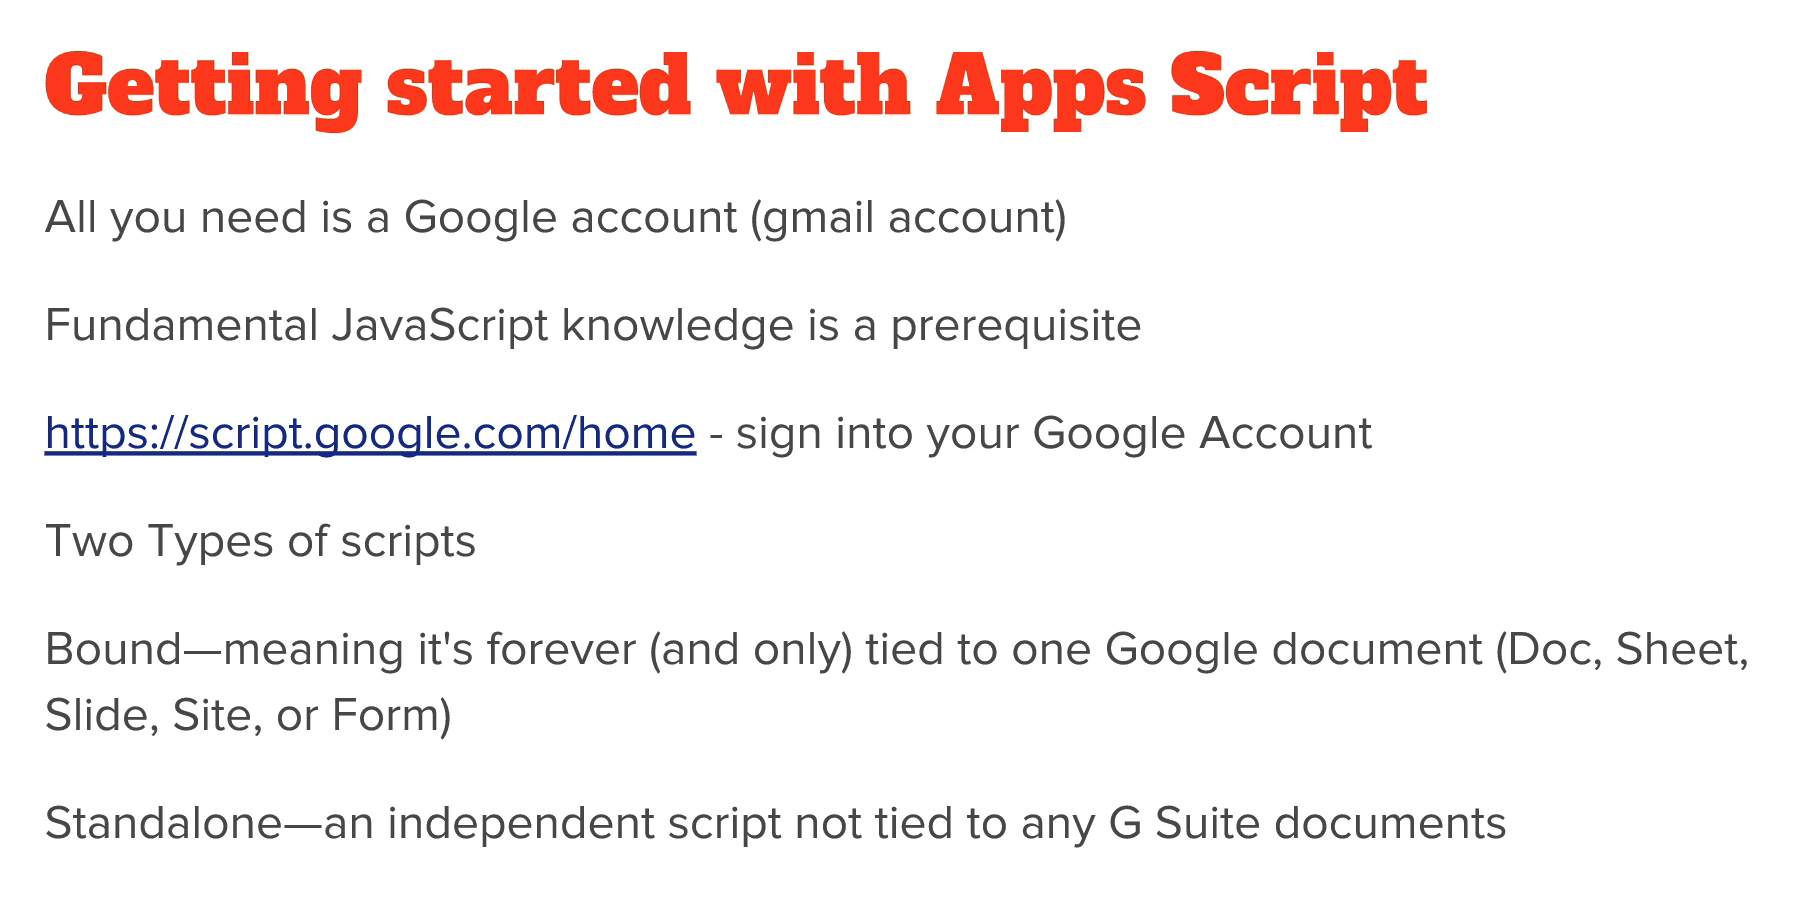 Getting started with Apps Script
All you need is a Google account (gmail account)
Fundamental JavaScript knowledge is a prerequisite
https://script.google.com/home - sign into your Google Account
Two Types of scripts
Bound—meaning it's forever (and only) tied to one Google document (Doc, Sheet,
Slide, Site, or Form)
Standalone—an independent script not tied to any G Suite documents